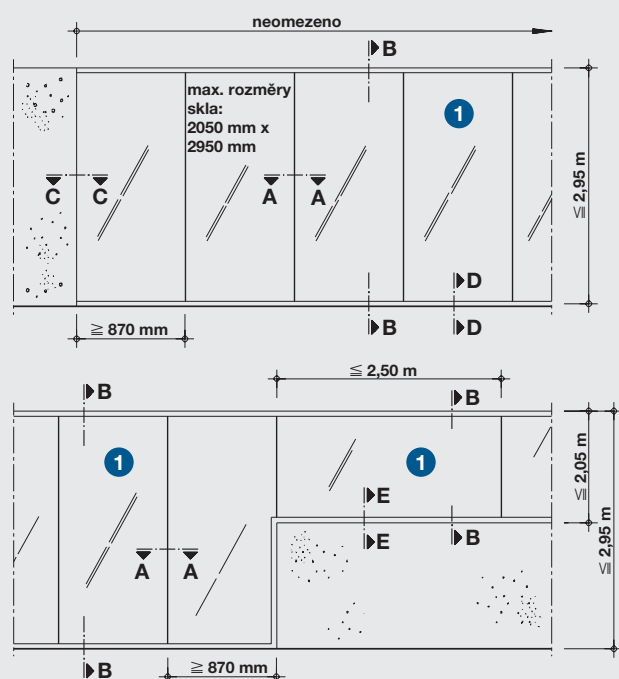 neomezeno
B
max. rozměry
skla:
2050 mm x
2950 mm
1
C C
A A
≦ 2,95 m
D
B
D
≧ 870 mm
≦ 2,50 m
B
B
1
1
≦ 2,05 m
≦ 2,95 m
E
E
B
A A
B
≧ 870 mm